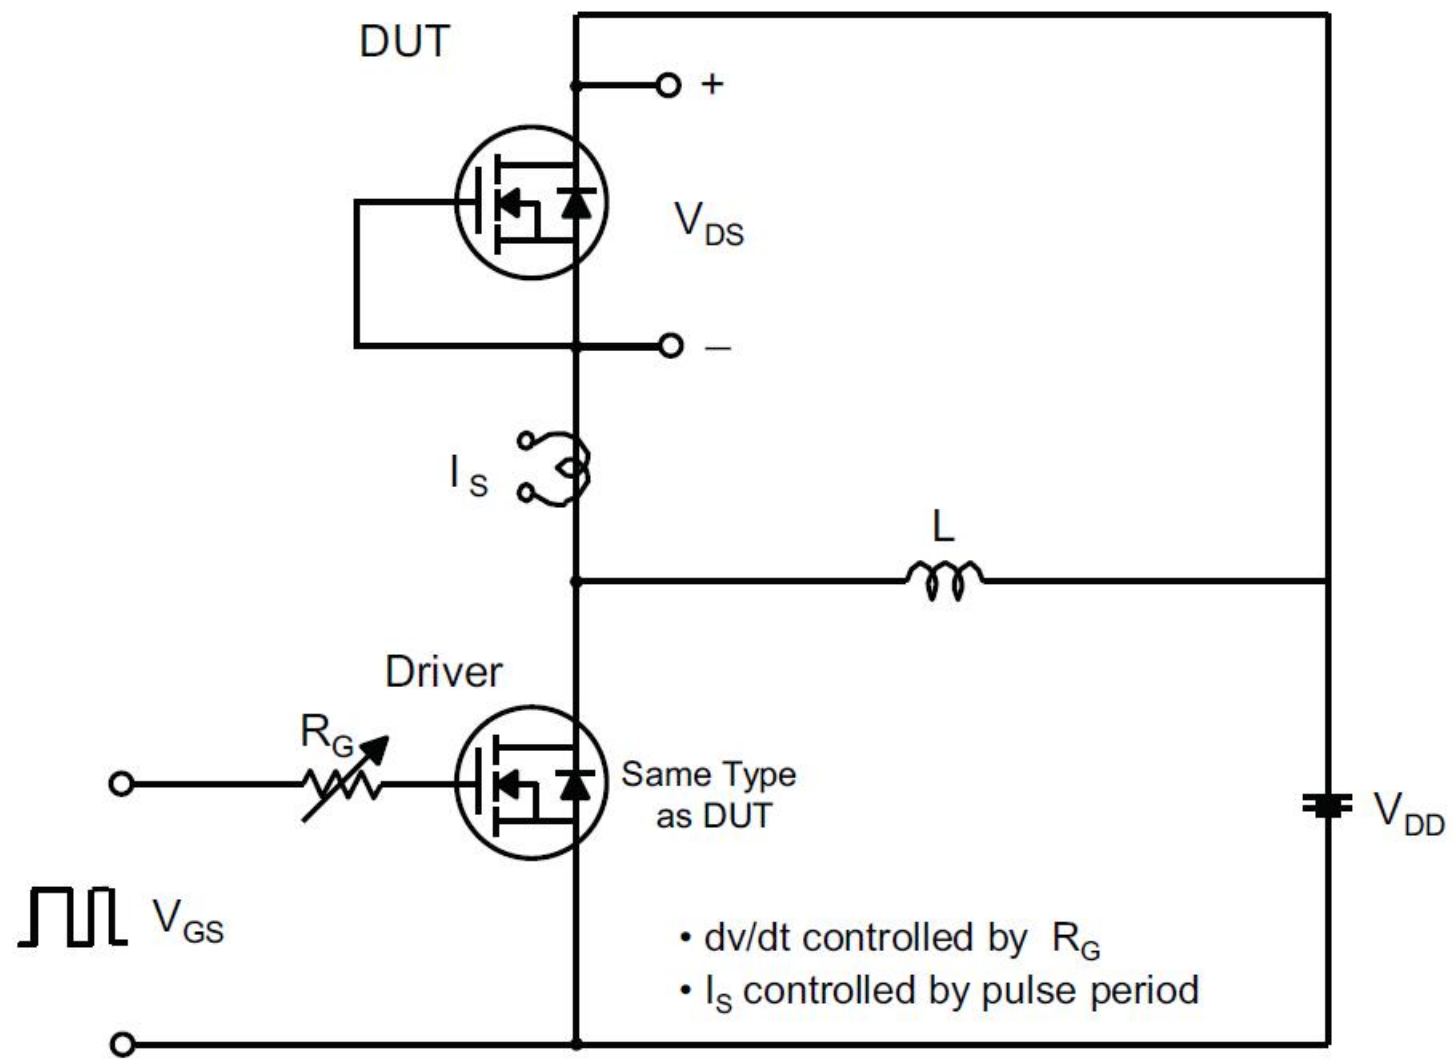 DUT
+
VDS
–
IS
L
Driver
RG
Same Type
as DUT
VDD
VGS
• dv/dt controlled by RG
• IS controlled by pulse period